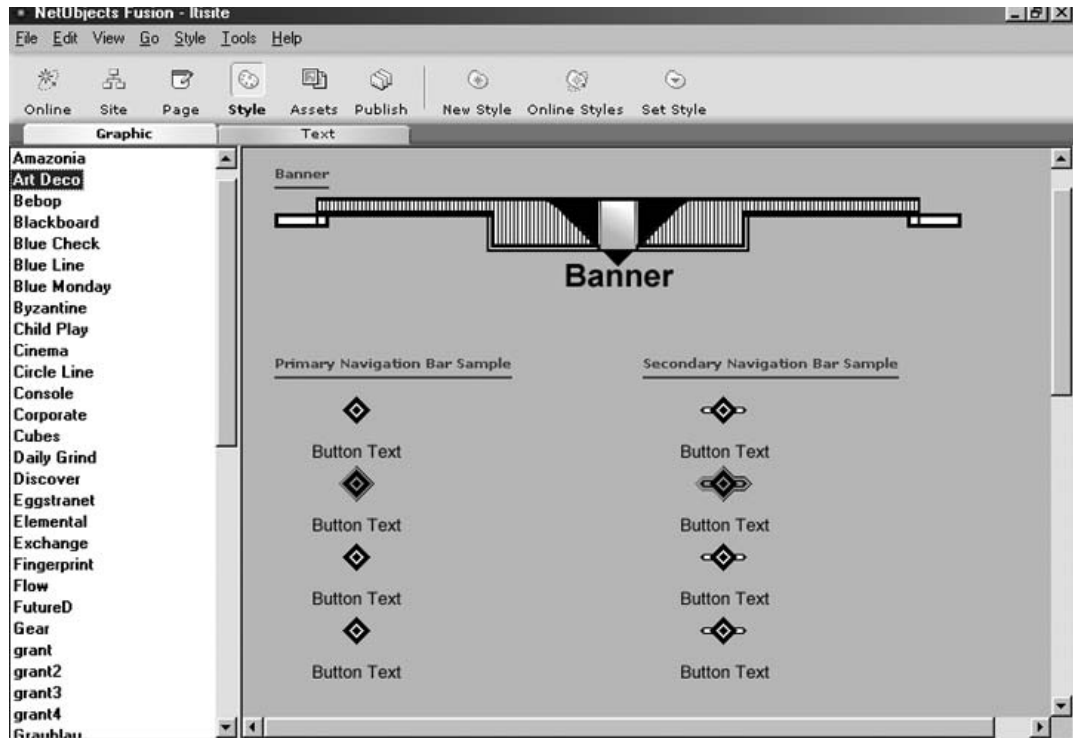 NetObjects Fusion - Itisite
File Edit View Go Style Tools Help
Online Site Page Style Assets Publish New Style Online Styles Set Style
Graphic Text
Amazonia
Art Deco
Bebop
Blackboard
Blue Check
Blue Line
Blue Monday
Byzantine
Child Play
Cinema
Circle Line
Console
Corporate
Cubes
Daily Grind
Discover
Eggstranet
Elemental
Exchange
Fingerprint
Flow
FutureD
Gear
grant
grant2
grant3
grant4
Graublau
Banner
Banner
Primary Navigation Bar Sample
Button Text
Button Text
Button Text
Button Text
Secondary Navigation Bar Sample
Button Text
Button Text
Button Text
Button Text